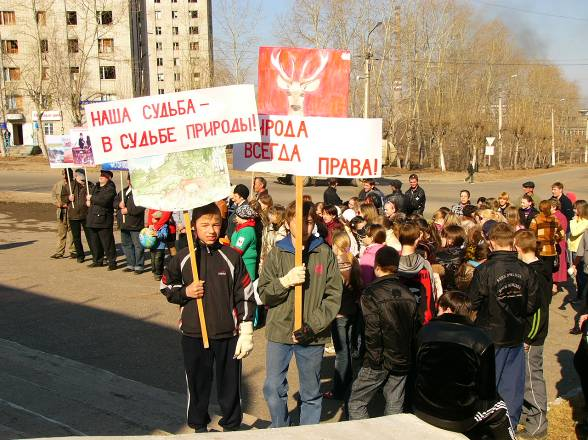 НАША СУДЬБА –
В СУДЬБЕ ПРИРОДЫ!
РОДА
ВСЕГДА ПРАВА!